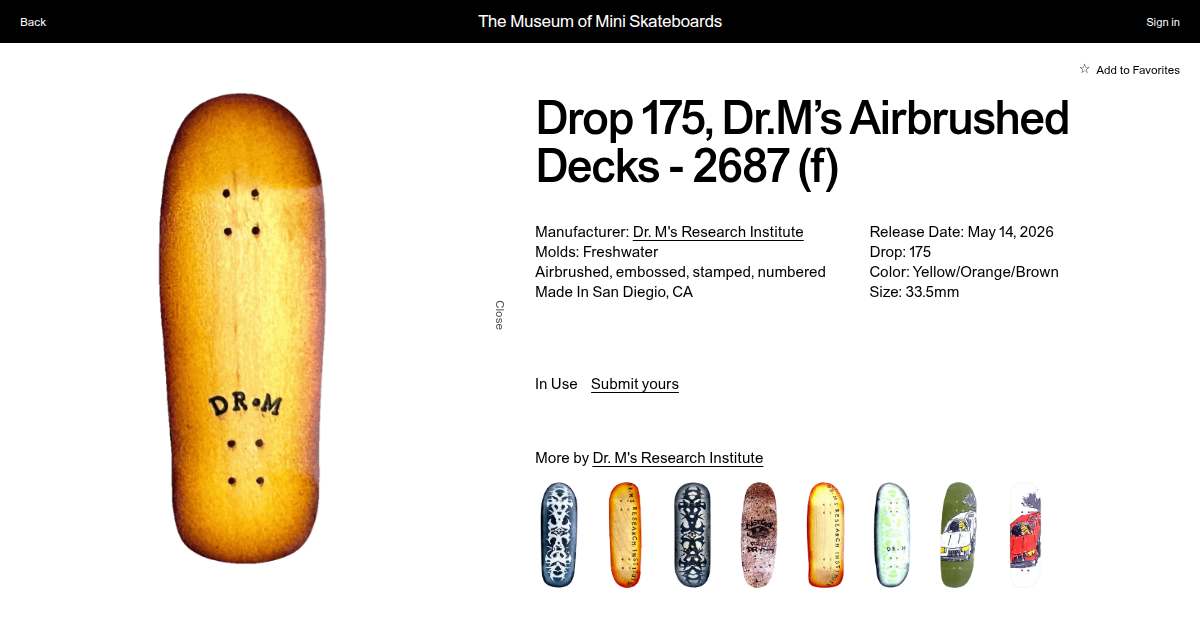 Back
The Museum of Mini Skateboards
Sign in
☆ Add to Favorites
Drop 175, Dr.M’s Airbrushed
Decks - 2687 (f)
Manufacturer: Dr. M's Research Institute
Molds: Freshwater
Airbrushed, embossed, stamped, numbered
Made In San Diegio, CA
Release Date: May 14, 2026
Drop: 175
Color: Yellow/Orange/Brown
Size: 33.5mm
DR•M
Close
In Use Submit yours
More by Dr. M's Research Institute
DR•M